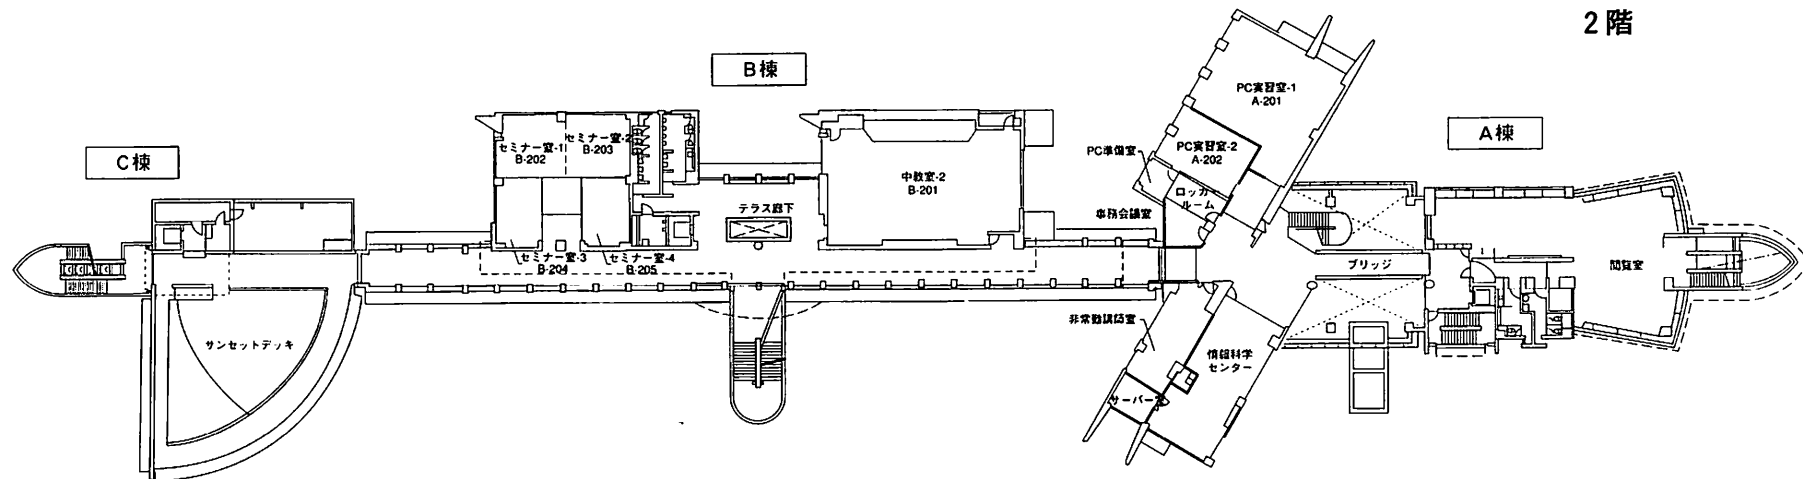 2階
B棟
A棟
C棟
PC実習室-1
A-201
PC実習室-2
A-202
PC準備室
ロッカー
ルーム
事務会議室
セミナー室-1
B-202
セミナー室-2
B-203
中教室-2
B-201
テラス廊下
セミナー室-3
B-204
セミナー室-4
B-205
ブリッジ
閲覧室
非常勤講師室
情報科学
センター
サーバー室
サンセットデッキ